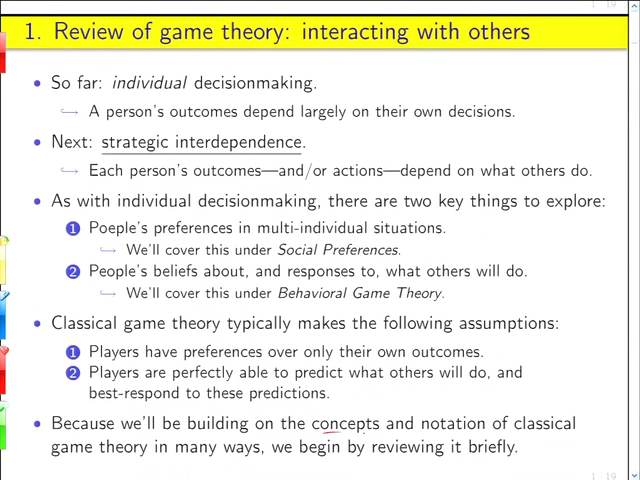 1 19
1. Review of game theory: interacting with others
• So far: individual decisionmaking.
↪ A person's outcomes depend largely on their own decisions.
• Next: strategic interdependence.
↪ Each person's outcomes—and/or actions—depend on what others do.
• As with individual decisionmaking, there are two key things to explore:
1 Poeple's preferences in multi-individual situations.
↪ We'll cover this under Social Preferences.
2 People's beliefs about, and responses to, what others will do.
↪ We'll cover this under Behavioral Game Theory.
• Classical game theory typically makes the following assumptions:
1 Players have preferences over only their own outcomes.
2 Players are perfectly able to predict what others will do, and
best-respond to these predictions.
• Because we'll be building on the concepts and notation of classical
game theory in many ways, we begin by reviewing it briefly.
1 19